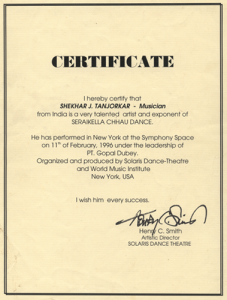 CERTIFICATE
I hereby certify that
SHEKHAR J. TANJORKAR - Musician
from India is a very talented artist and exponent of
SERAIKELLA CHHAU DANCE.
He has performed in New York at the Symphony Space
on 11th of February, 1996 under the leadership of
PT. Gopal Dubey.
Organized and produced by Solaris Dance-Theatre
and World Music Institute
New York, USA
I wish him every success.
Henry C. Smith
Artistic Director
SOLARIS DANCE THEATRE